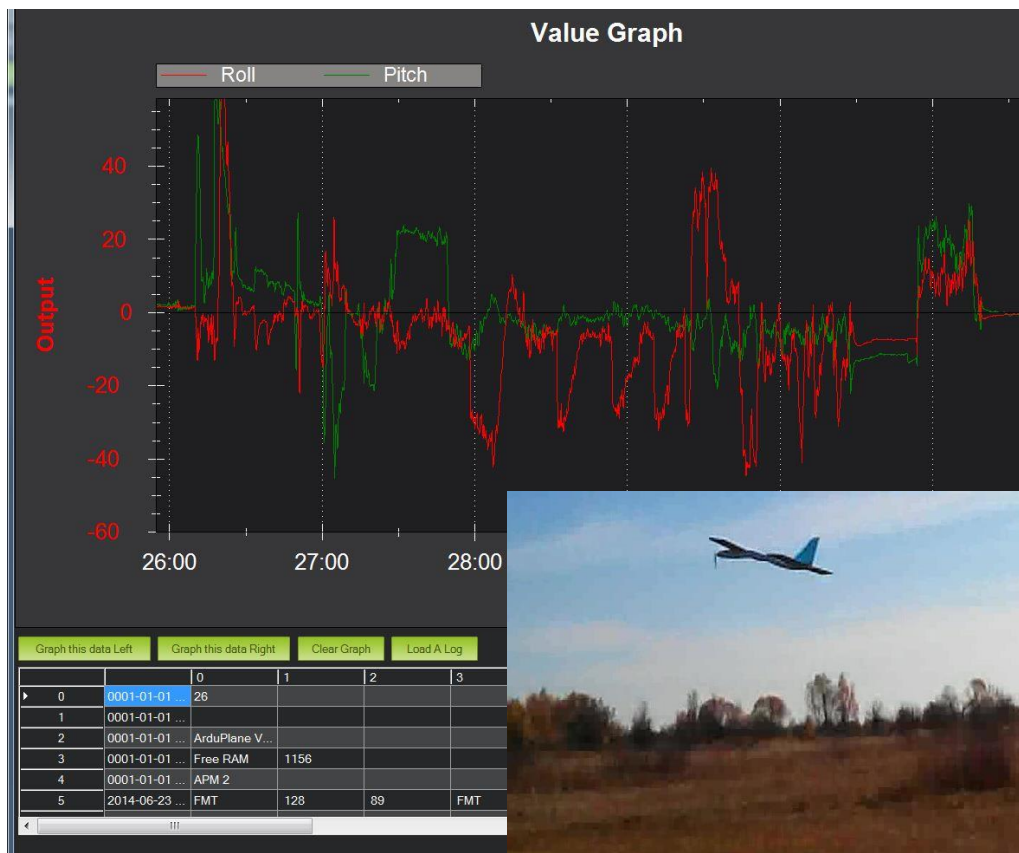 Value Graph
Roll Pitch
40
20
0
-20
-40
-60
Output
26:00 27:00 28:00
Graph this data Left Graph this data Right Clear Graph Load A Log
0 1 2 3
0 0001-01-01 ... 26
1 0001-01-01 ...
2 0001-01-01 ... ArduPlane V...
3 0001-01-01 ... Free RAM 1156
4 0001-01-01 ... APM 2
5 2014-06-23 ... FMT 128 89 FMT